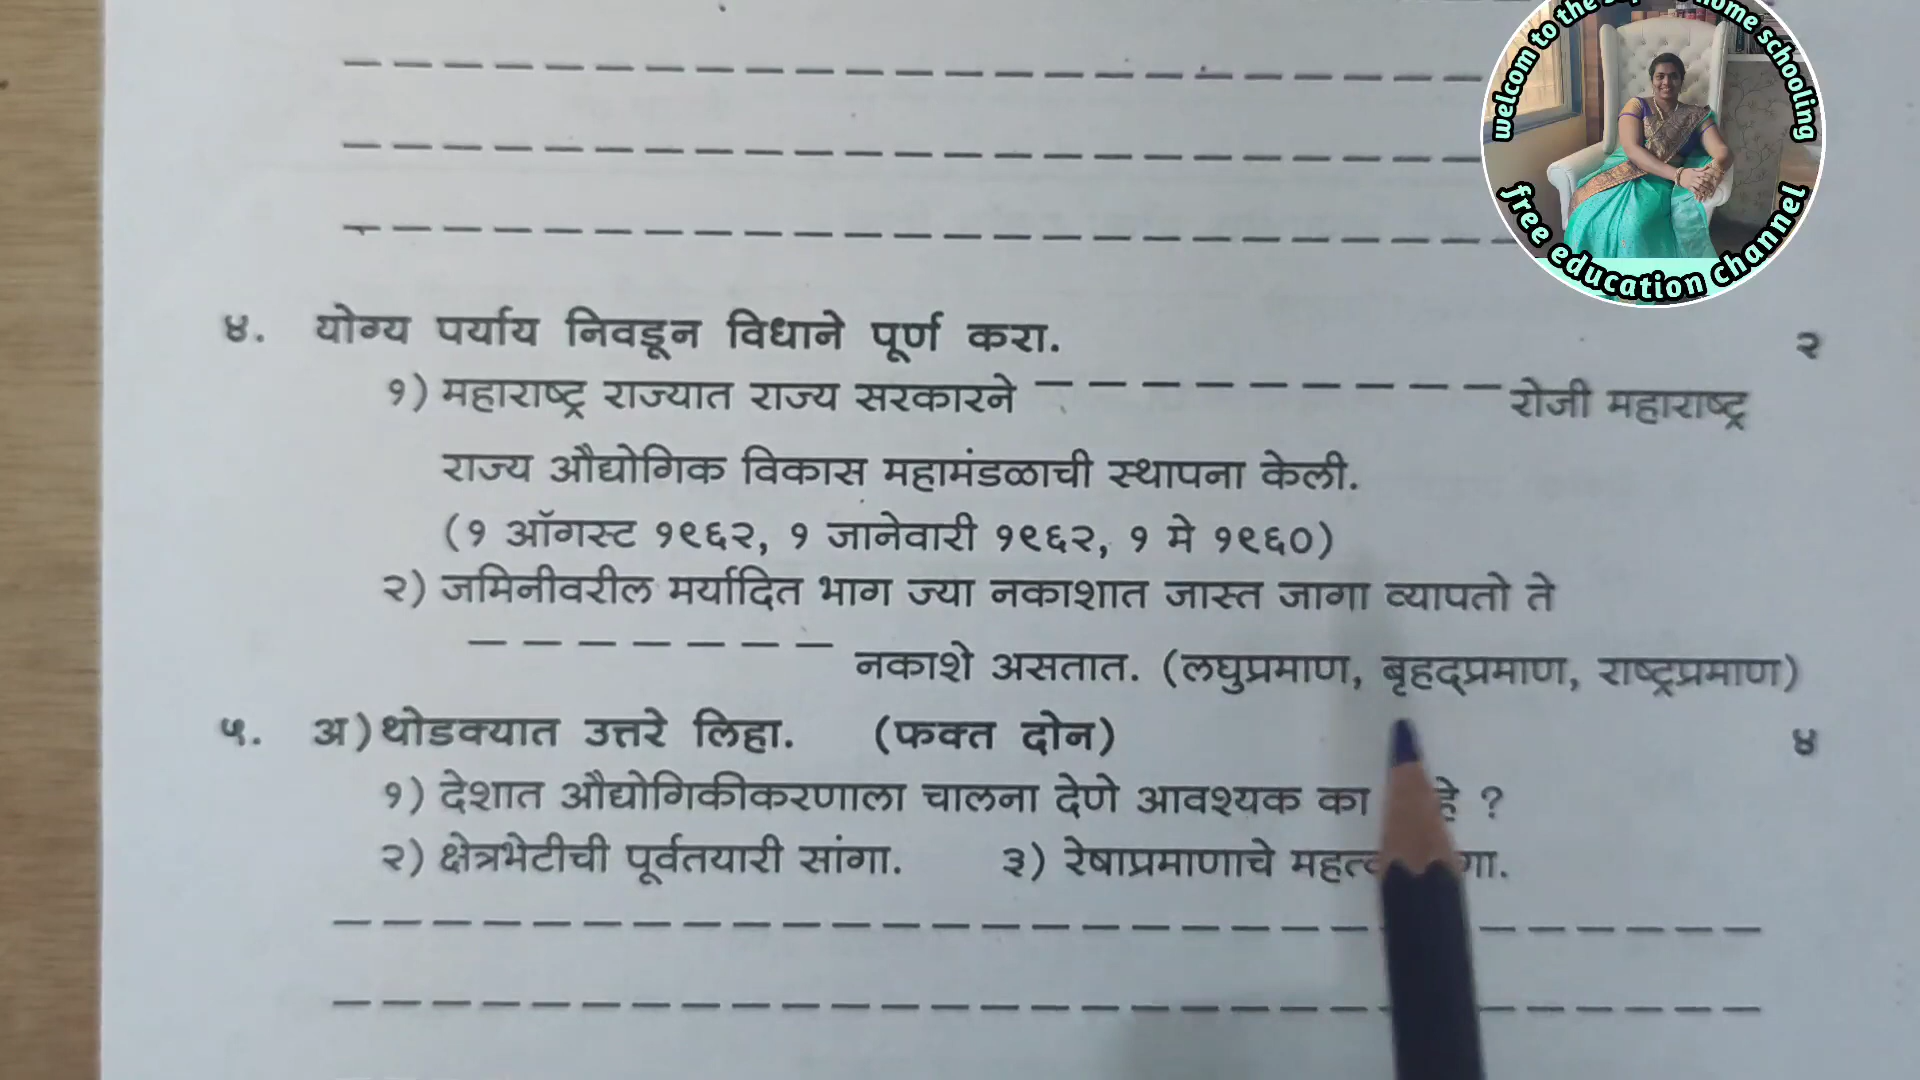 welcom to the home schooling
free education channel
४. योग्य पर्याय निवडून विधाने पूर्ण करा. २
१) महाराष्ट्र राज्यात राज्य सरकारने ---------- रोजी महाराष्ट्र
राज्य औद्योगिक विकास महामंडळाची स्थापना केली.
(१ ऑगस्ट १९६२, १ जानेवारी १९६२, १ मे १९६०)
२) जमिनीवरील मर्यादित भाग ज्या नकाशात जास्त जागा व्यापतो ते
------- नकाशे असतात. (लघुप्रमाण, बृहद्प्रमाण, राष्ट्रप्रमाण)
५. अ) थोडक्यात उत्तरे लिहा. (फक्त दोन) ४
१) देशात औद्योगिकीकरणाला चालना देणे आवश्यक का ?
२) क्षेत्रभेटीची पूर्वतयारी सांगा. ३) रेषाप्रमाणाचे